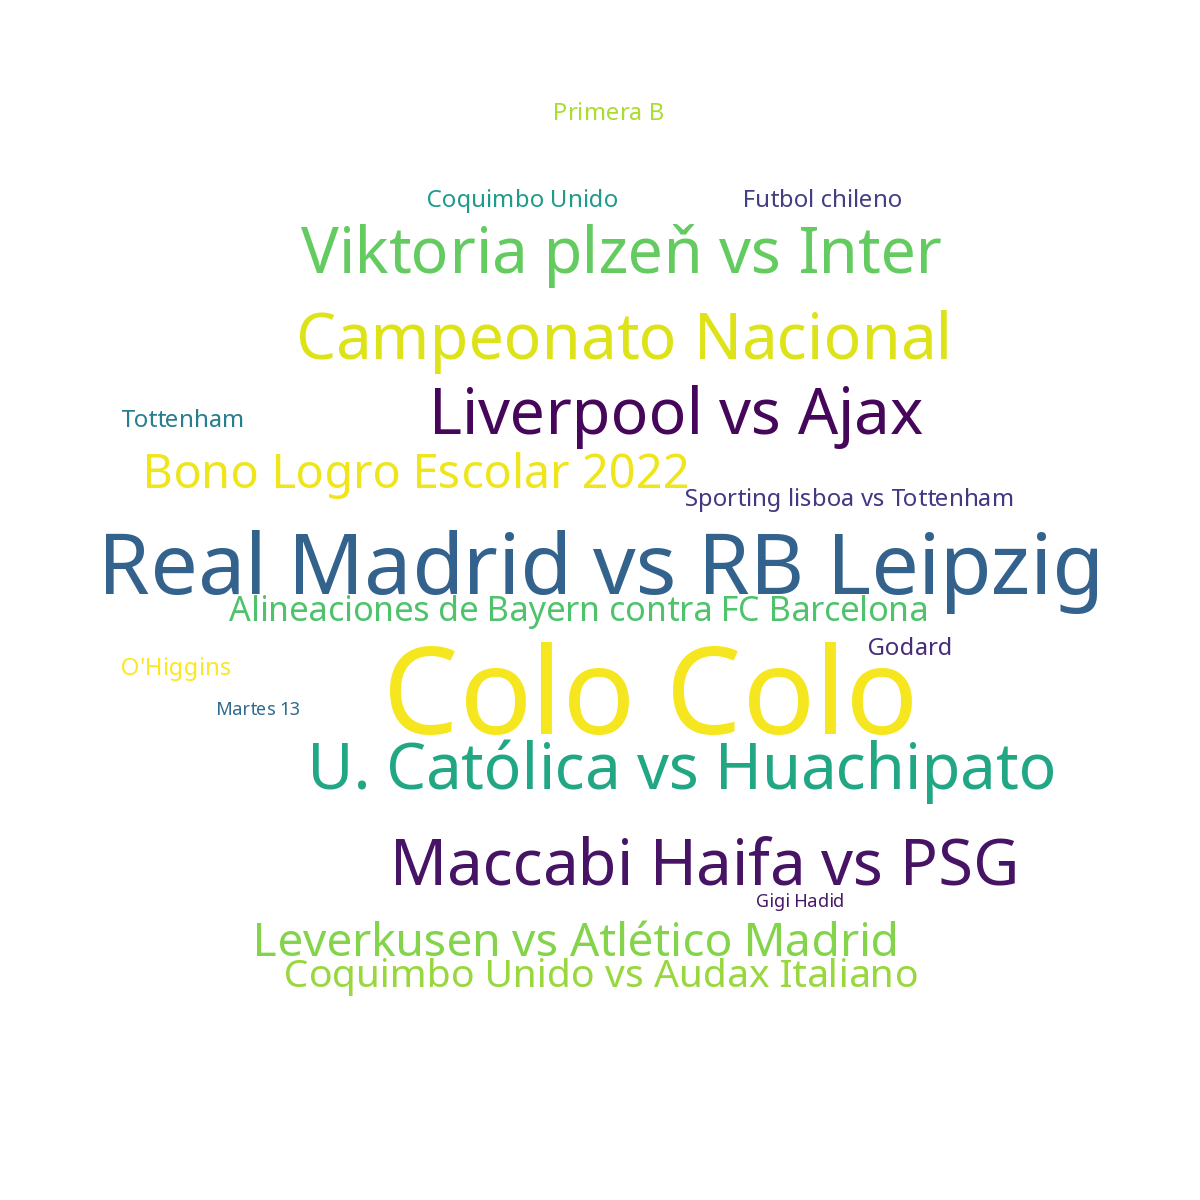 Primera B
Coquimbo Unido
Futbol chileno
Viktoria plzeň vs Inter
Campeonato Nacional
Liverpool vs Ajax
Tottenham
Bono Logro Escolar 2022
Sporting lisboa vs Tottenham
Real Madrid vs RB Leipzig
Alineaciones de Bayern contra FC Barcelona
Godard
O'Higgins
Colo Colo
Martes 13
U. Católica vs Huachipato
Maccabi Haifa vs PSG
Gigi Hadid
Leverkusen vs Atlético Madrid
Coquimbo Unido vs Audax Italiano